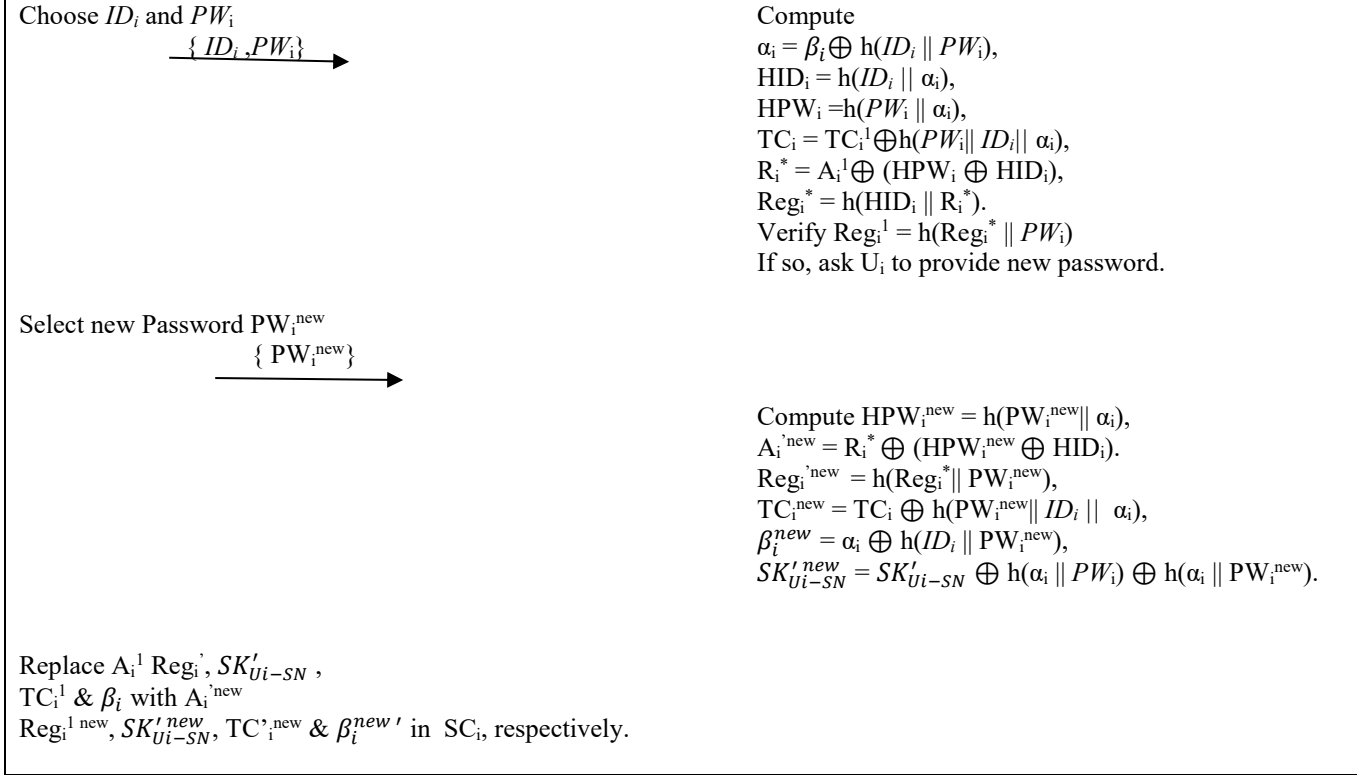 Choose IDᵢ and PWᵢ
{ IDᵢ ,PWᵢ}
Compute
αᵢ = βᵢ⊕ h(IDᵢ || PWᵢ),
HIDᵢ = h(IDᵢ || αᵢ),
HPWᵢ =h(PWᵢ || αᵢ),
TCᵢ = TCᵢ¹⊕h(PWᵢ|| IDᵢ|| αᵢ),
Rᵢ* = Aᵢ¹⊕ (HPWᵢ ⊕ HIDᵢ),
Regᵢ* = h(HIDᵢ || Rᵢ*).
Verify Regᵢ¹ = h(Regᵢ* || PWᵢ)
If so, ask Uᵢ to provide new password.
Select new Password PWᵢⁿᵉʷ
{ PWᵢⁿᵉʷ}
Compute HPWᵢⁿᵉʷ = h(PWᵢⁿᵉʷ|| αᵢ),
Aᵢ’ⁿᵉʷ = Rᵢ* ⊕ (HPWᵢⁿᵉʷ ⊕ HIDᵢ).
Regᵢ’ⁿᵉʷ = h(Regᵢ*|| PWᵢⁿᵉʷ),
TCᵢⁿᵉʷ = TCᵢ ⊕ h(PWᵢⁿᵉʷ|| IDᵢ || αᵢ),
βᵢⁿᵉʷ = αᵢ ⊕ h(IDᵢ || PWᵢⁿᵉʷ),
SK′ⁿᵉʷ_{Ui−SN} = SK′_{Ui−SN} ⊕ h(αᵢ || PWᵢ) ⊕ h(αᵢ || PWᵢⁿᵉʷ).
Replace Aᵢ¹ Regᵢ’, SK′_{Ui−SN} ,
TCᵢ¹ & βᵢ with Aᵢ’ⁿᵉʷ
Regᵢ¹ ⁿᵉʷ, SK′ⁿᵉʷ_{Ui−SN}, TC’ᵢⁿᵉʷ & βᵢⁿᵉʷ ′ in SCᵢ, respectively.